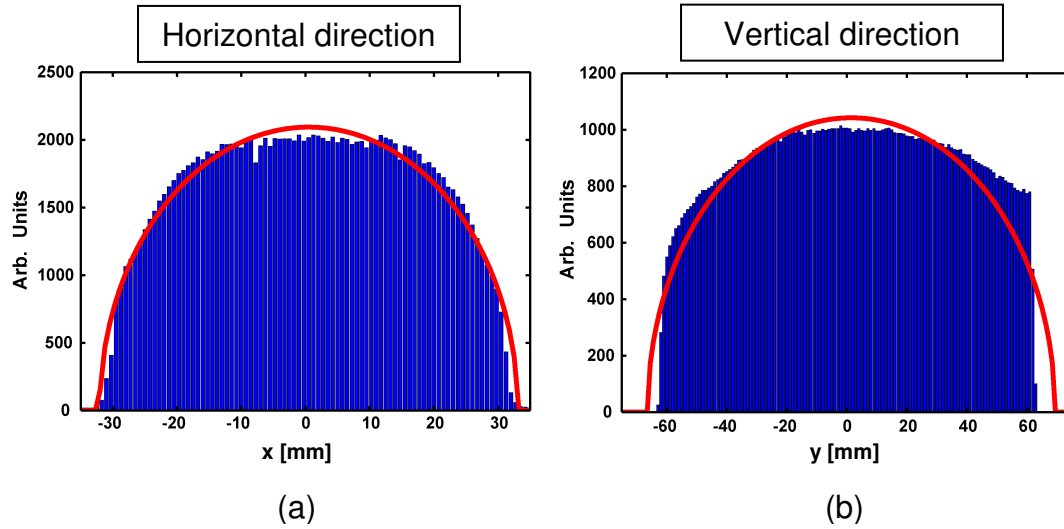 Horizontal direction
Vertical direction
2500
2000
1500
1000
500
0
Arb. Units
-30 -20 -10 0 10 20 30
x [mm]
(a)
1200
1000
800
600
400
200
0
Arb. Units
-60 -40 -20 0 20 40 60
y [mm]
(b)